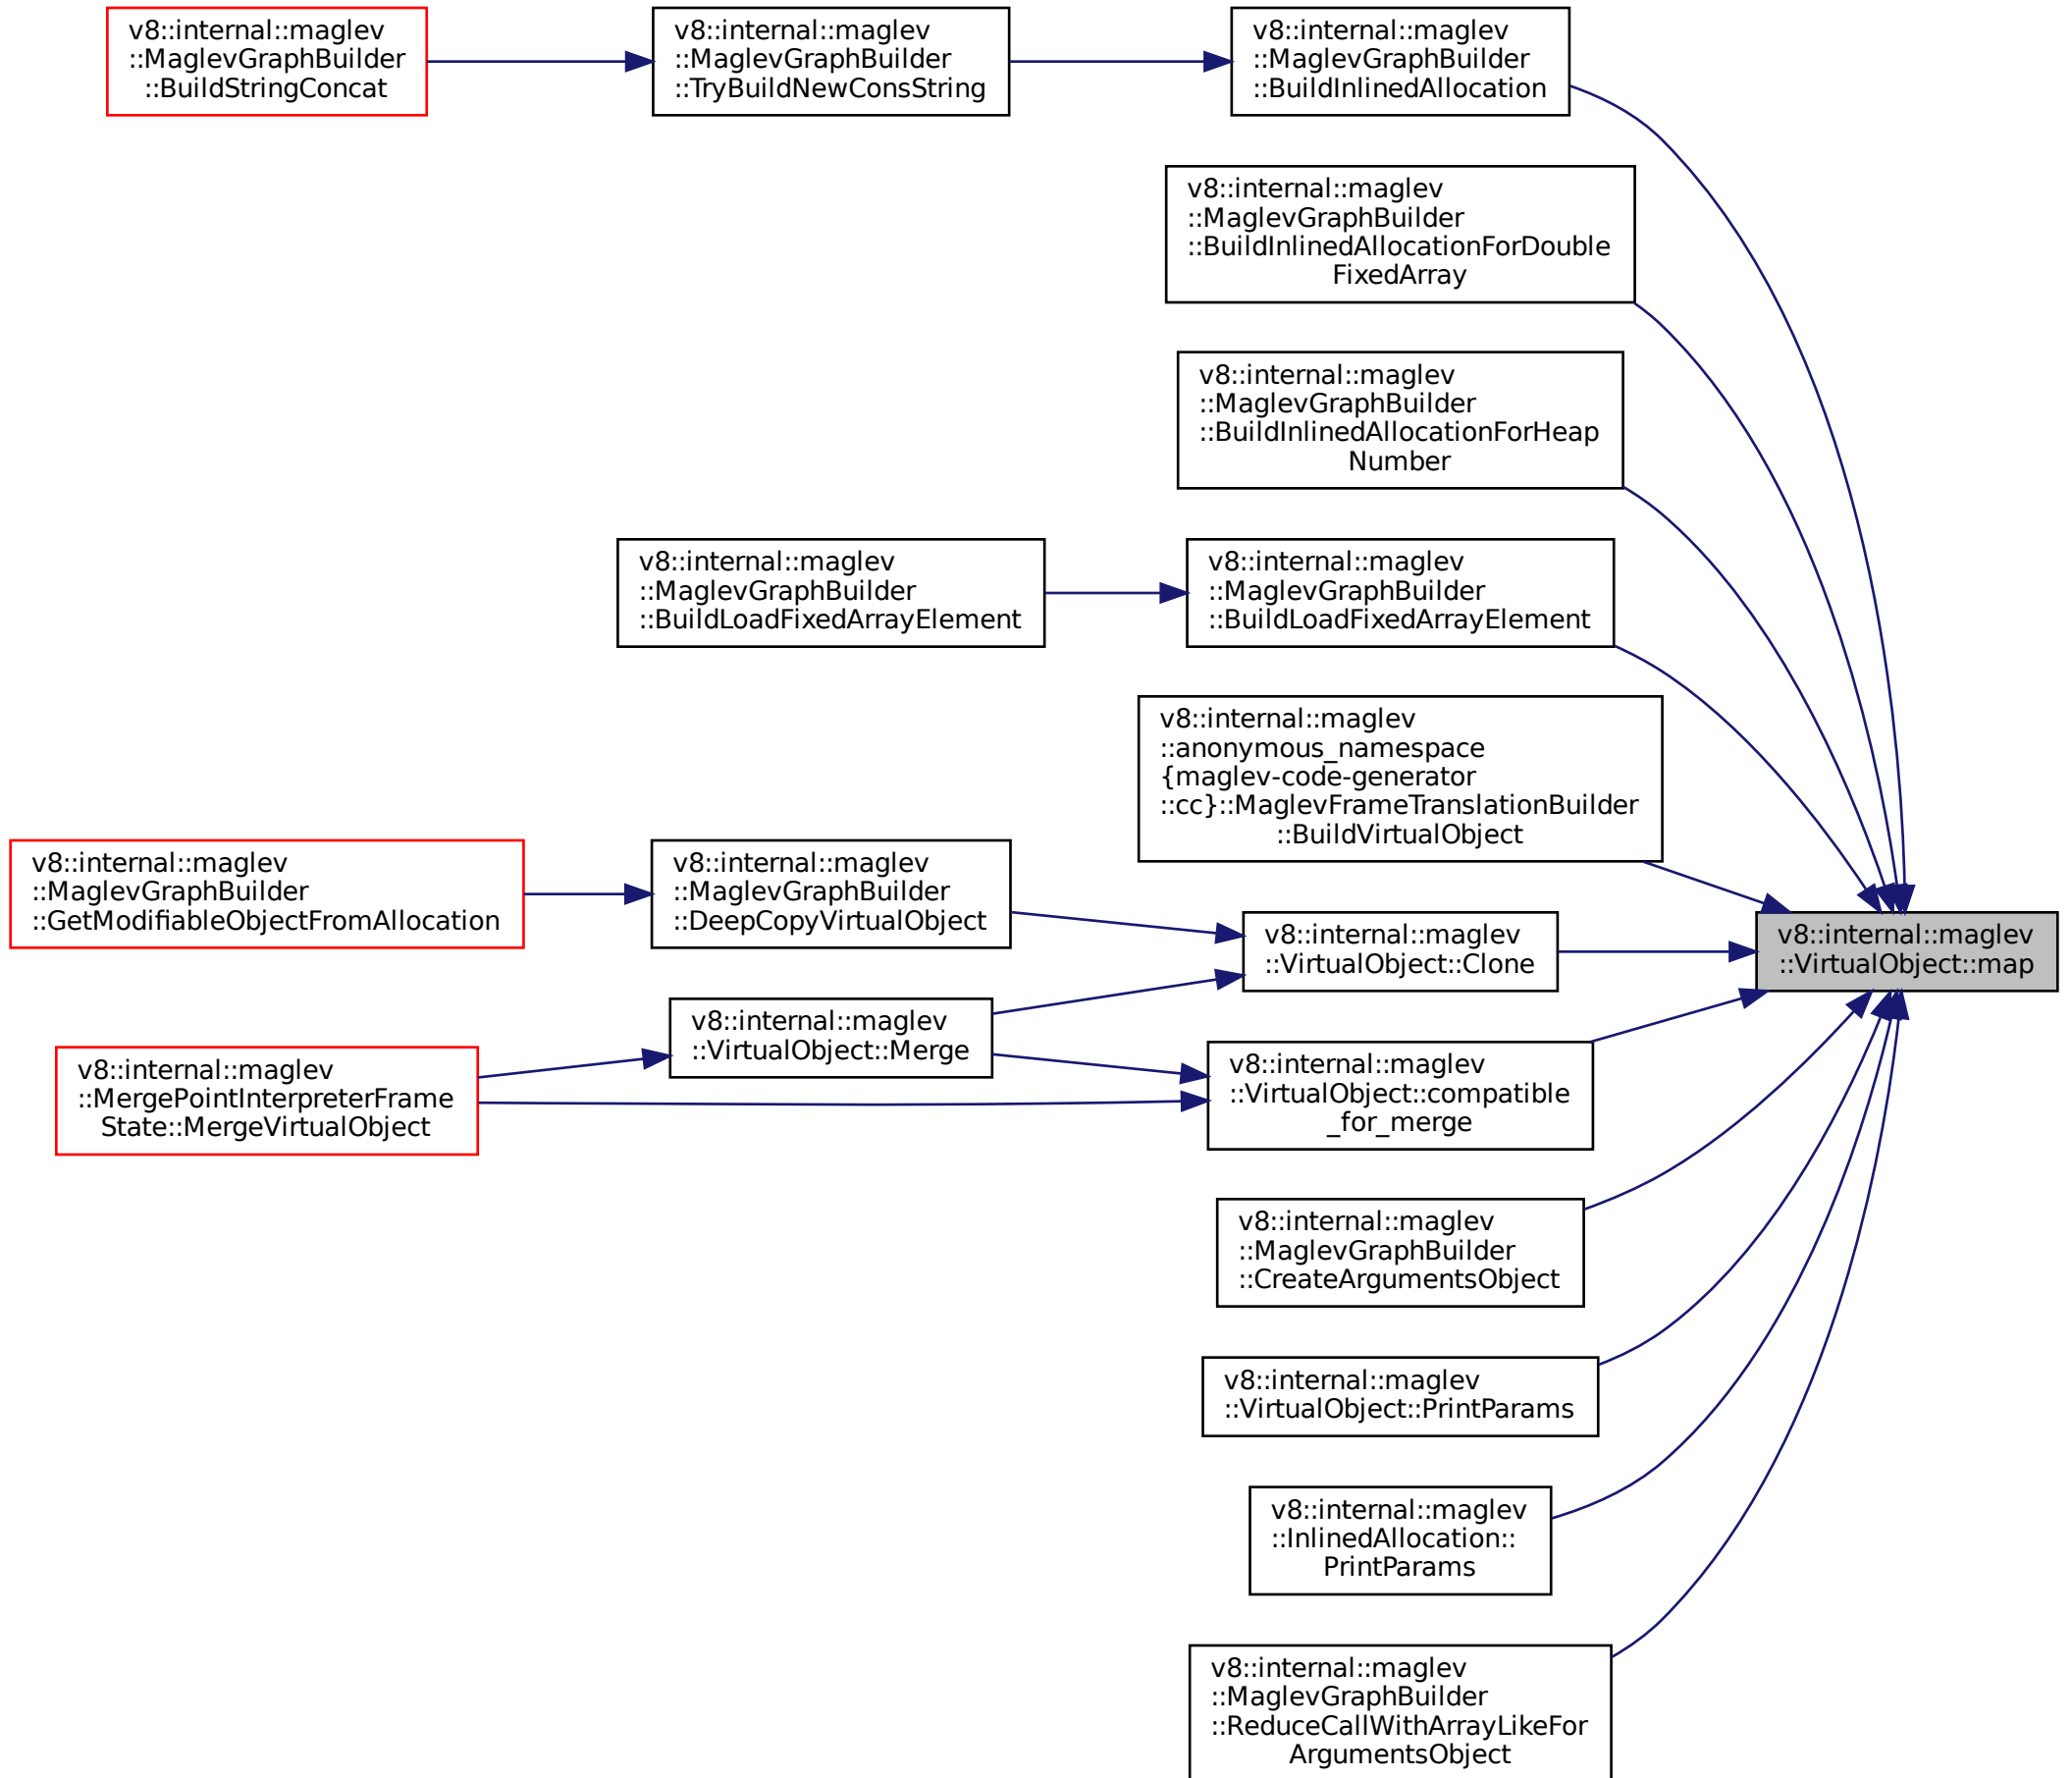 v8::internal::maglev
::MaglevGraphBuilder
::BuildStringConcat
v8::internal::maglev
::MaglevGraphBuilder
::TryBuildNewConsString
v8::internal::maglev
::MaglevGraphBuilder
::BuildInlinedAllocation
v8::internal::maglev
::MaglevGraphBuilder
::BuildInlinedAllocationForDouble
FixedArray
v8::internal::maglev
::MaglevGraphBuilder
::BuildInlinedAllocationForHeap
Number
v8::internal::maglev
::MaglevGraphBuilder
::BuildLoadFixedArrayElement
v8::internal::maglev
::MaglevGraphBuilder
::BuildLoadFixedArrayElement
v8::internal::maglev
::anonymous_namespace
{maglev-code-generator
::cc}::MaglevFrameTranslationBuilder
::BuildVirtualObject
v8::internal::maglev
::MaglevGraphBuilder
::GetModifiableObjectFromAllocation
v8::internal::maglev
::MaglevGraphBuilder
::DeepCopyVirtualObject
v8::internal::maglev
::VirtualObject::Clone
v8::internal::maglev
::VirtualObject::map
v8::internal::maglev
::VirtualObject::Merge
v8::internal::maglev
::MergePointInterpreterFrame
State::MergeVirtualObject
v8::internal::maglev
::VirtualObject::compatible
_for_merge
v8::internal::maglev
::MaglevGraphBuilder
::CreateArgumentsObject
v8::internal::maglev
::VirtualObject::PrintParams
v8::internal::maglev
::InlinedAllocation::
PrintParams
v8::internal::maglev
::MaglevGraphBuilder
::ReduceCallWithArrayLikeFor
ArgumentsObject